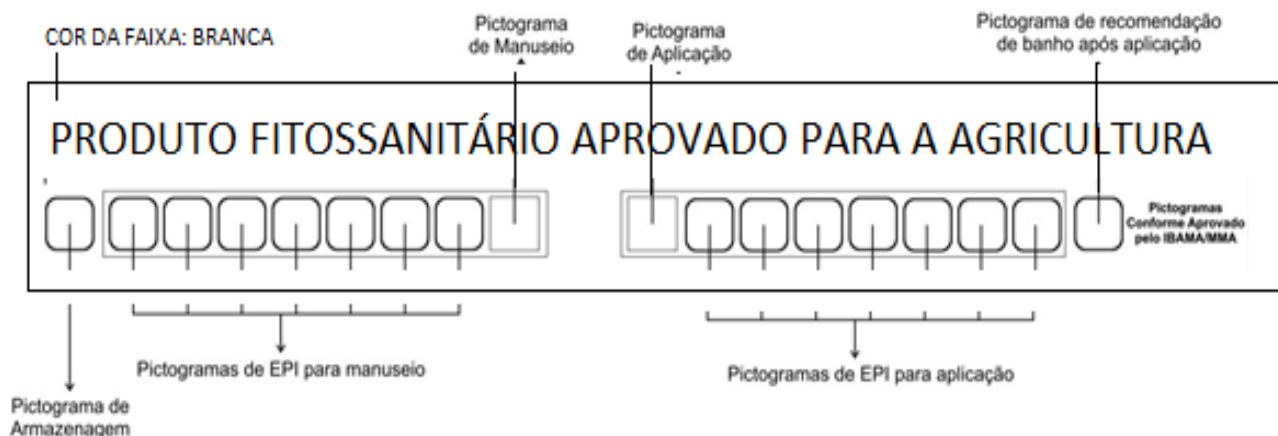 COR DA FAIXA: BRANCA
Pictograma
de Manuseio
Pictograma
de Aplicação
Pictograma de recomendação
de banho após aplicação
PRODUTO FITOSSANITÁRIO APROVADO PARA A AGRICULTURA
Pictogramas
Conforme Aprovado
pelo IBAMA/MMA
Pictogramas de EPI para manuseio
Pictogramas de EPI para aplicação
Pictograma de
Armazenagem